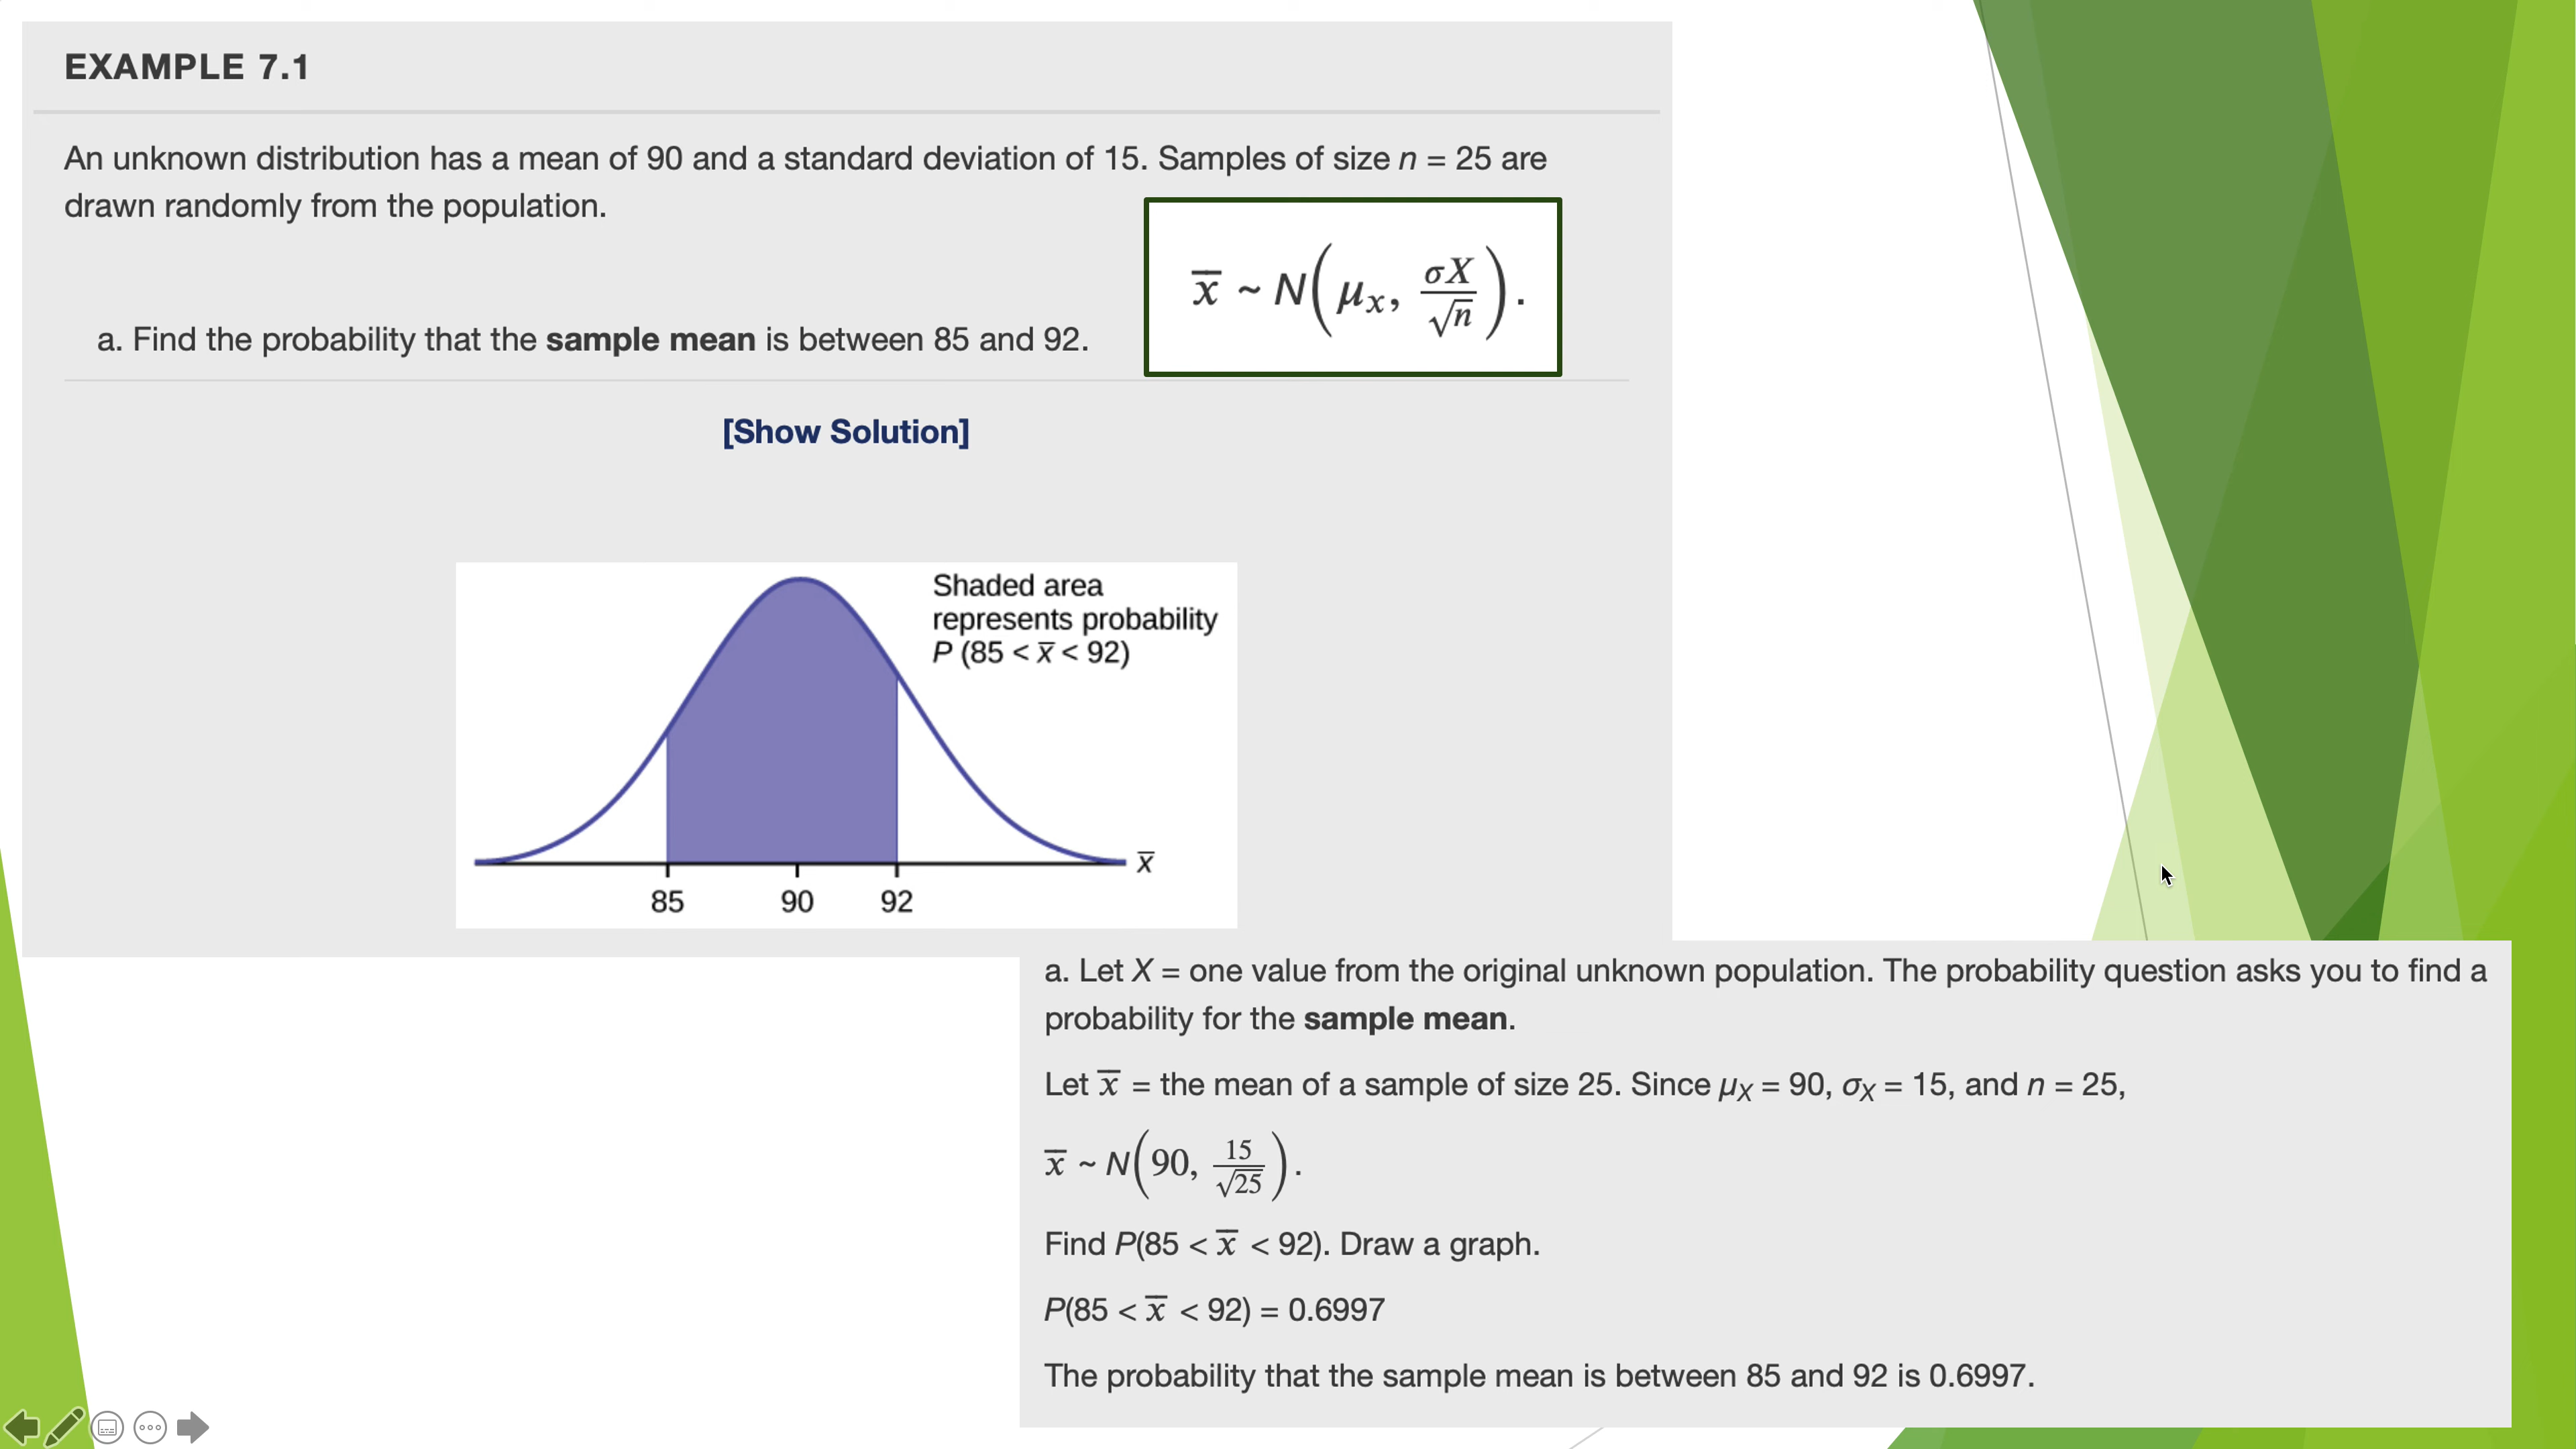 EXAMPLE 7.1
An unknown distribution has a mean of 90 and a standard deviation of 15. Samples of size n = 25 are
drawn randomly from the population.
x̅ ~ N(μx, σX/√n).
a. Find the probability that the sample mean is between 85 and 92.
[Show Solution]
Shaded area
represents probability
P (85 < x̅ < 92)
x̅
85 90 92
a. Let X = one value from the original unknown population. The probability question asks you to find a
probability for the sample mean.
Let x̅ = the mean of a sample of size 25. Since μX = 90, σX = 15, and n = 25,
x̅ ~ N(90, 15/√25).
Find P(85 < x̅ < 92). Draw a graph.
P(85 < x̅ < 92) = 0.6997
The probability that the sample mean is between 85 and 92 is 0.6997.